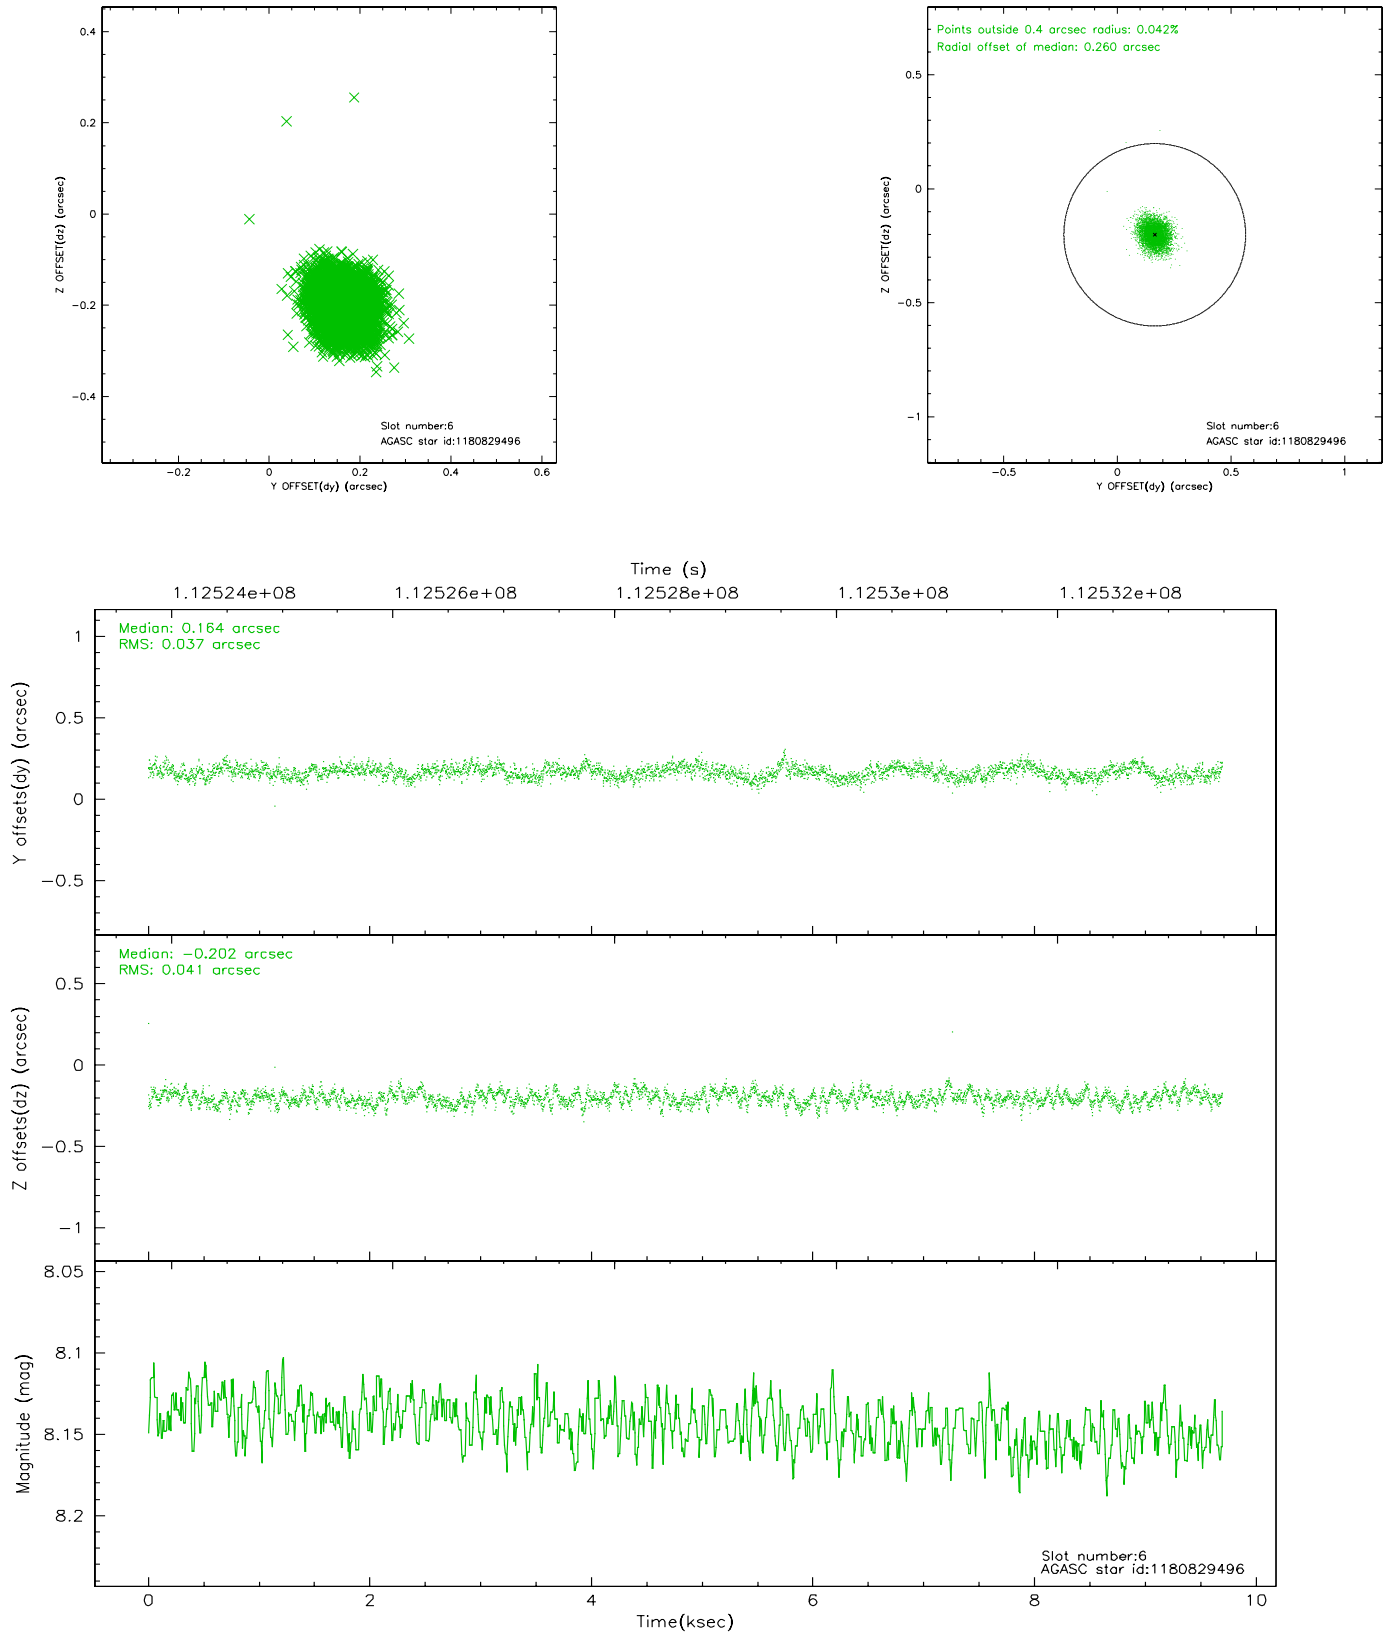 0.4
0.2
0
−0.2
−0.4
Z OFFSET(dz) (arcsec)
Slot number:6
AGASC star id:1180829496
−0.2
0
0.2
0.4
0.6
Y OFFSET(dy) (arcsec)
Points outside 0.4 arcsec radius: 0.042%
Radial offset of median: 0.260 arcsec
0.5
0
−0.5
−1
Z OFFSET(dz) (arcsec)
Slot number:6
AGASC star id:1180829496
−0.5
0
0.5
1
Y OFFSET(dy) (arcsec)
Time (s)
1.12524e+08
1.12526e+08
1.12528e+08
1.1253e+08
1.12532e+08
Median: 0.164 arcsec
RMS: 0.037 arcsec
1
0.5
0
−0.5
Y offsets(dy) (arcsec)
Median: −0.202 arcsec
RMS: 0.041 arcsec
0.5
0
−0.5
−1
Z offsets(dz) (arcsec)
8.05
8.1
8.15
8.2
Magnitude (mag)
Slot number:6
AGASC star id:1180829496
0
2
4
6
8
10
Time(ksec)